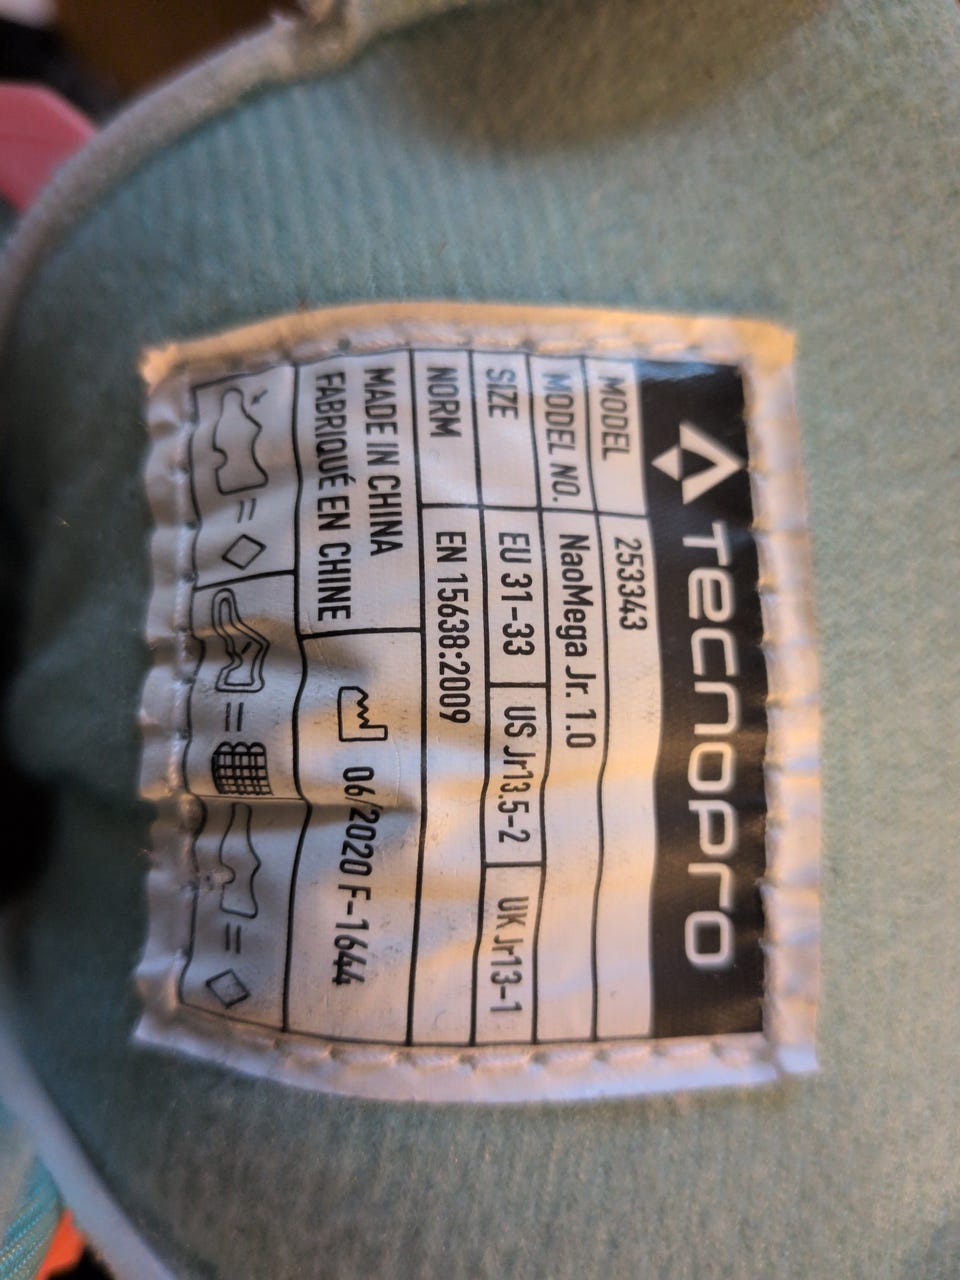 TECNOPRO
MODEL 253343
MODEL NO. NaoMega Jr. 1.0
SIZE EU 31-33 US Jr13.5-2 UK Jr13-1
NORM EN 15638:2009
MADE IN CHINA
FABRIQUÉ EN CHINE
06/2020 F-1644
= =  =